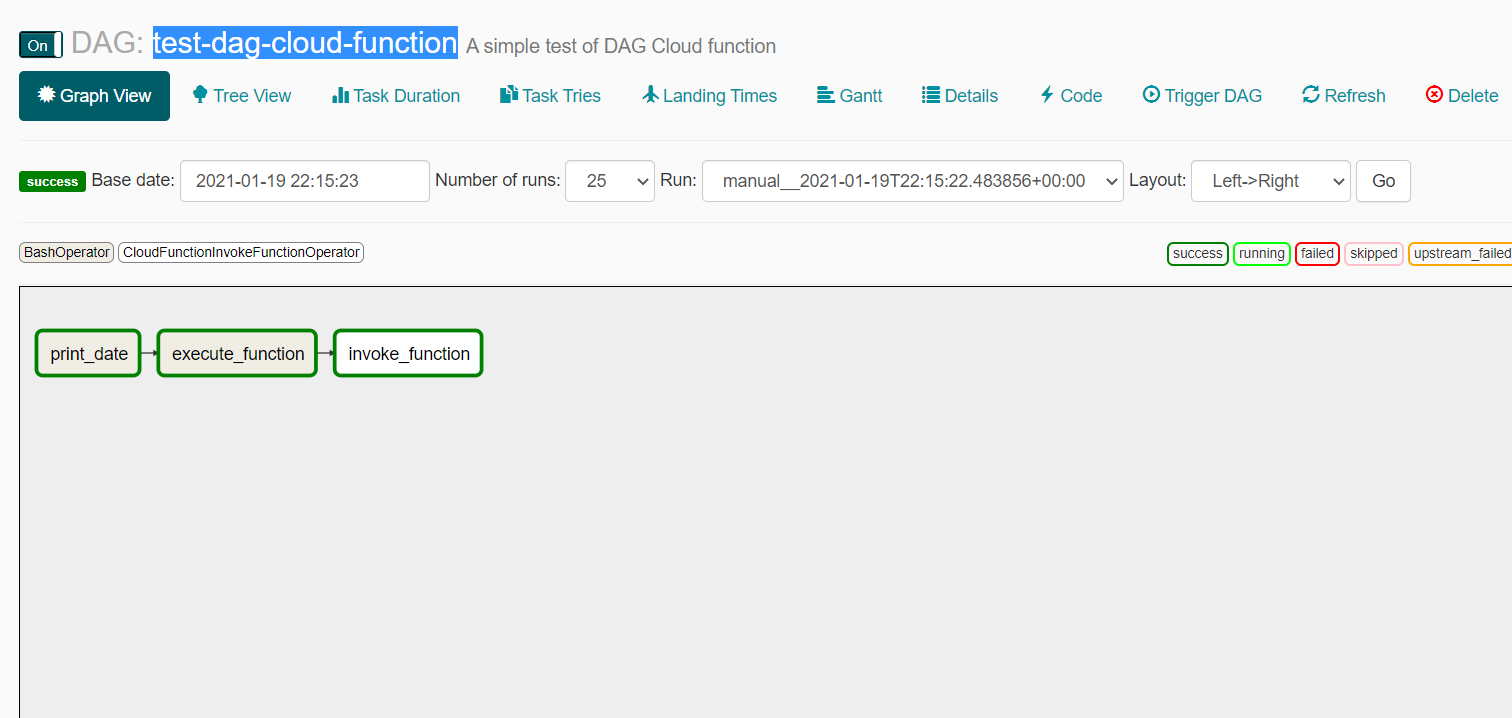 On DAG: test-dag-cloud-function A simple test of DAG Cloud function
Graph View Tree View Task Duration Task Tries Landing Times Gantt Details Code Trigger DAG Refresh Delete
success Base date: 2021-01-19 22:15:23 Number of runs: 25 Run: manual__2021-01-19T22:15:22.483856+00:00 Layout: Left->Right Go
BashOperator CloudFunctionInvokeFunctionOperator success running failed skipped upstream_failed
print_date execute_function invoke_function